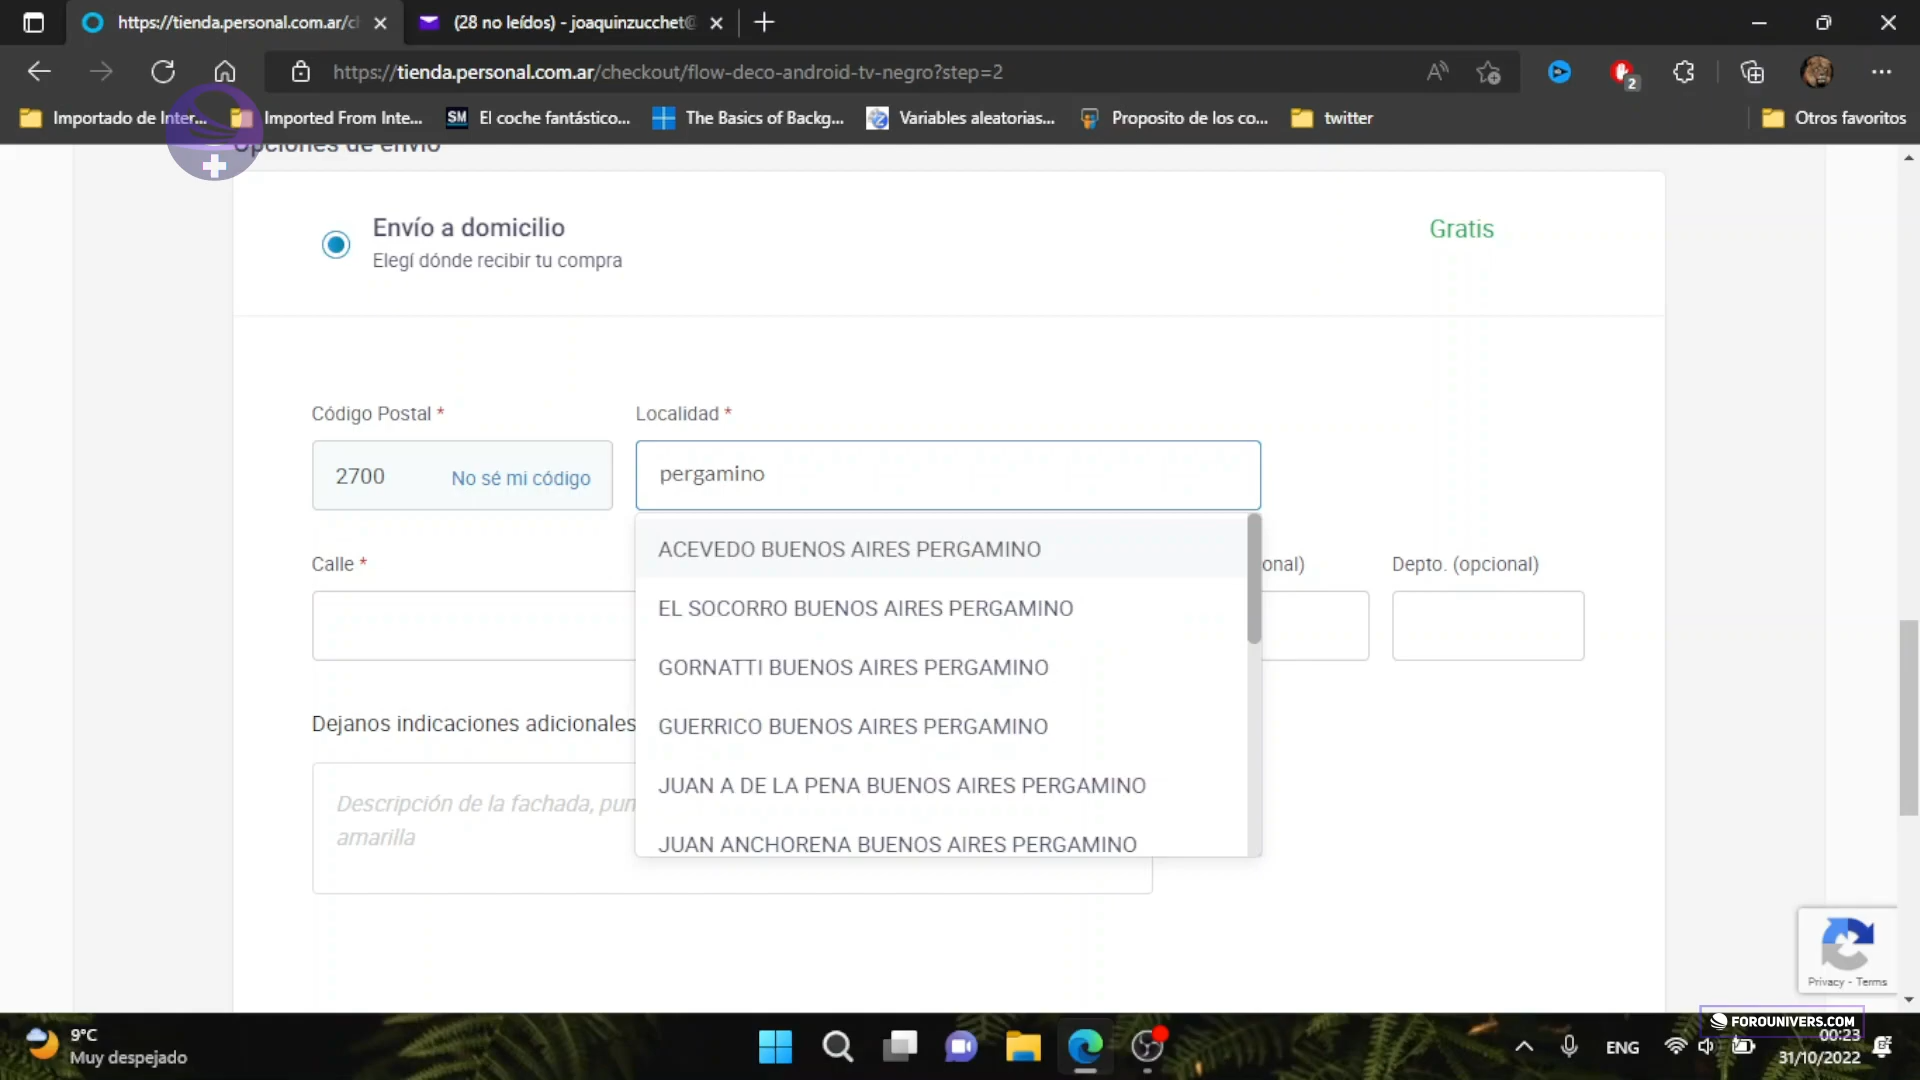 https://tienda.personal.com.ar/ch
(28 no leídos) - joaquinzucchet@
https://tienda.personal.com.ar/checkout/flow-deco-android-tv-negro?step=2
2
Importado de Inter...
Imported From Inte...
SM
El coche fantástico...
The Basics of Backg...
Variables aleatorias...
Proposito de los co...
twitter
Otros favoritos
Opciones de envío
Envío a domicilio
Gratis
Elegí dónde recibir tu compra
Código Postal *
Localidad *
2700
No sé mi código
pergamino
ACEVEDO BUENOS AIRES PERGAMINO
Calle *
onal)
Depto. (opcional)
EL SOCORRO BUENOS AIRES PERGAMINO
GORNATTI BUENOS AIRES PERGAMINO
Dejanos indicaciones adicionales
GUERRICO BUENOS AIRES PERGAMINO
JUAN A DE LA PENA BUENOS AIRES PERGAMINO
Descripción de la fachada, pun
amarilla
JUAN ANCHORENA BUENOS AIRES PERGAMINO
Privacy - Terms
FOROUNIVERS.COM
9°C
Muy despejado
ENG
00:23
31/10/2022